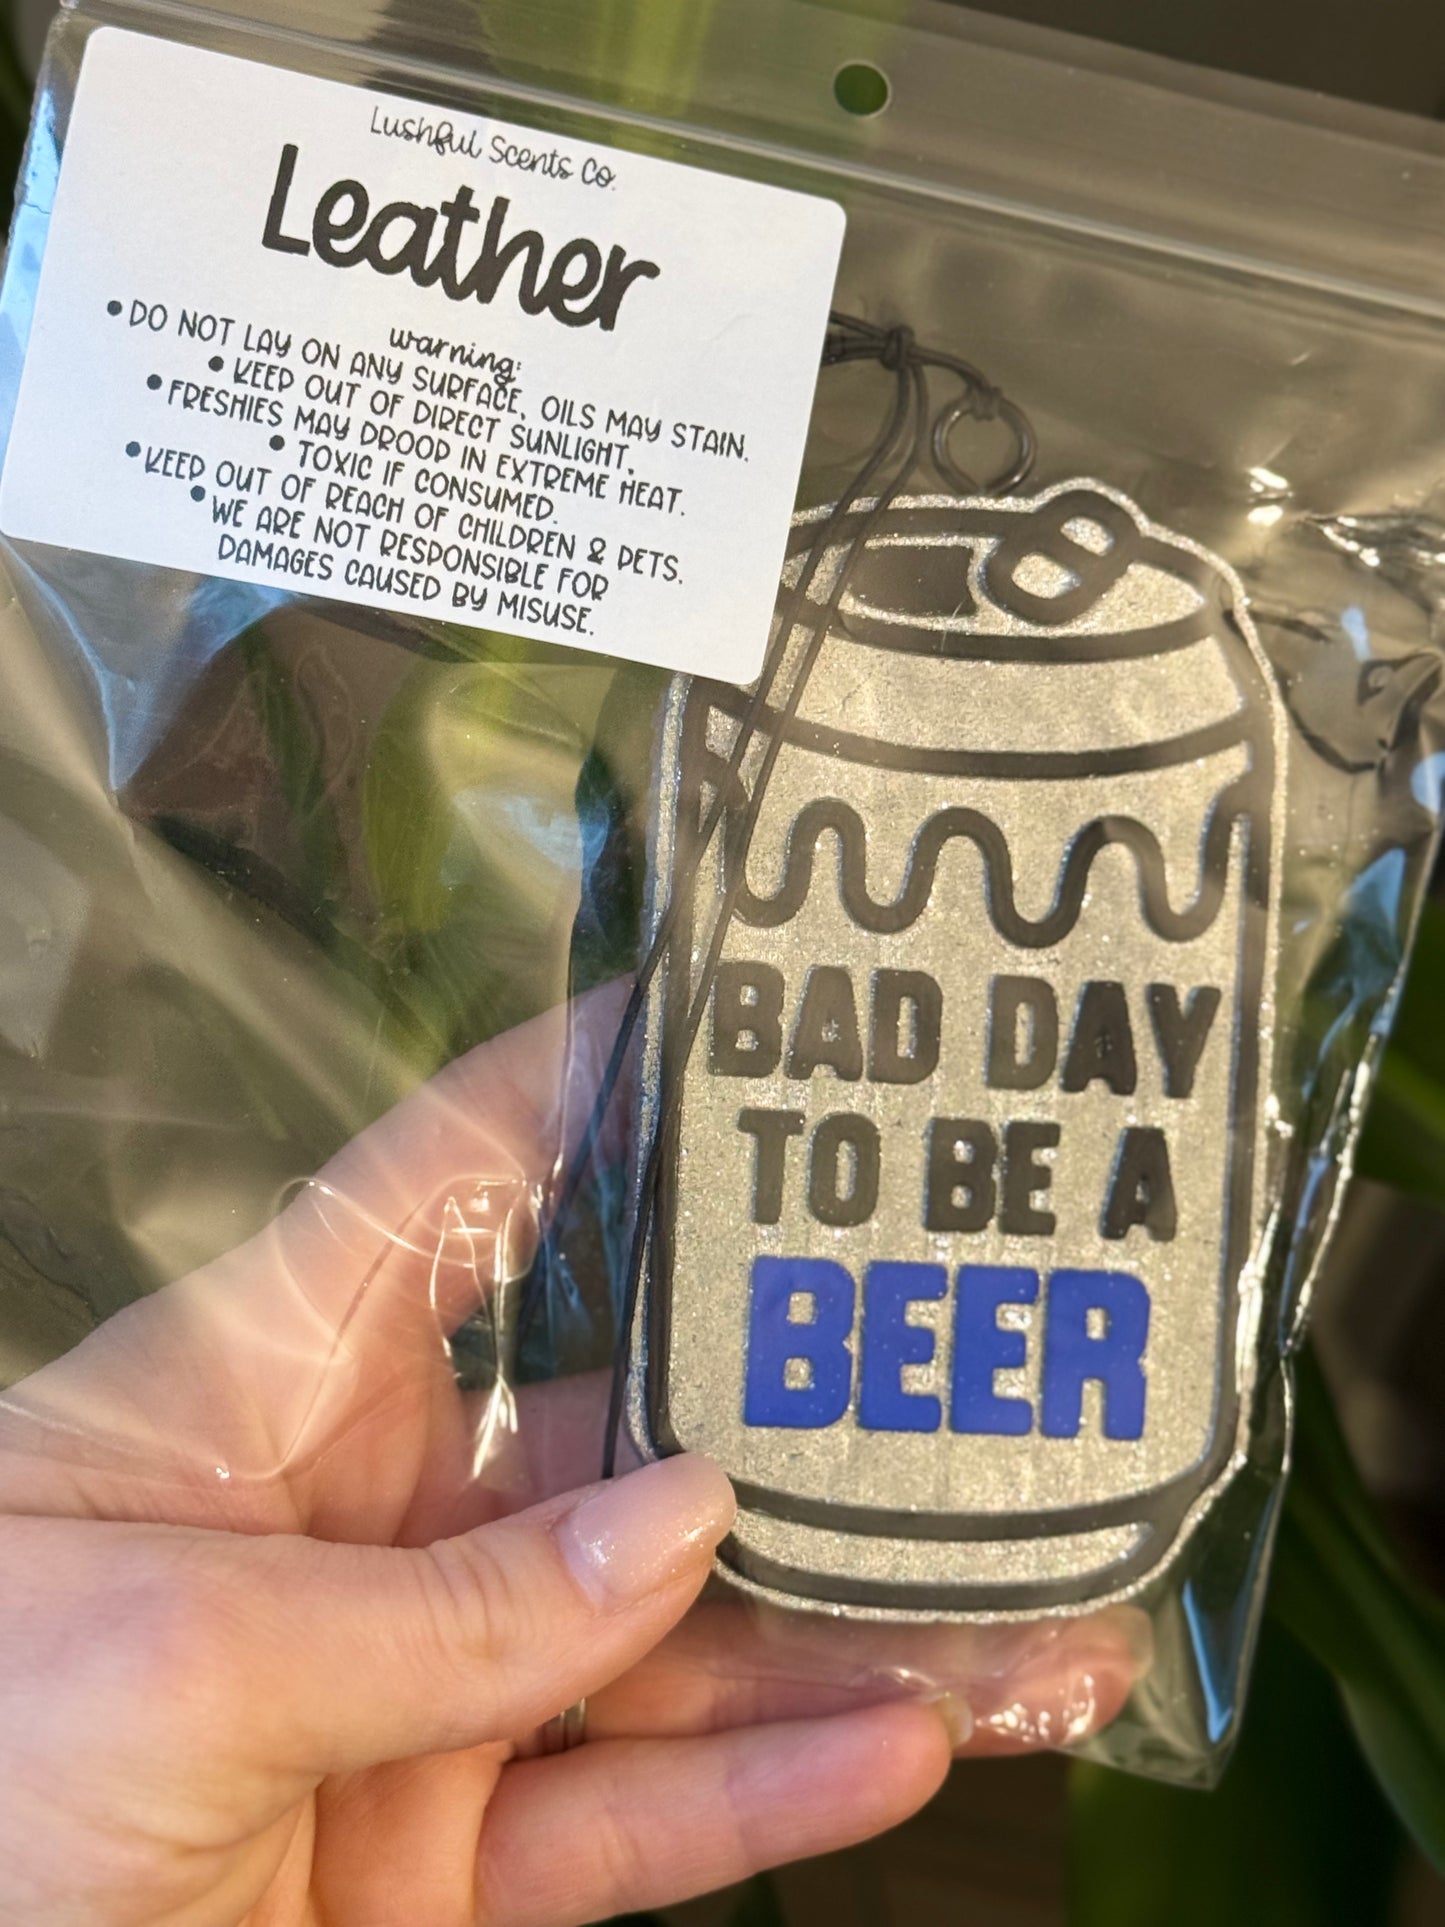 Lushful Scents Co.
Leather
warning:
• DO NOT LAY ON ANY SURFACE, OILS MAY STAIN.
• KEEP OUT OF DIRECT SUNLIGHT.
• FRESHIES MAY DROOP IN EXTREME HEAT.
• TOXIC IF CONSUMED.
• KEEP OUT OF REACH OF CHILDREN & PETS.
• WE ARE NOT RESPONSIBLE FOR
DAMAGES CAUSED BY MISUSE.
BAD DAY
TO BE A
BEER